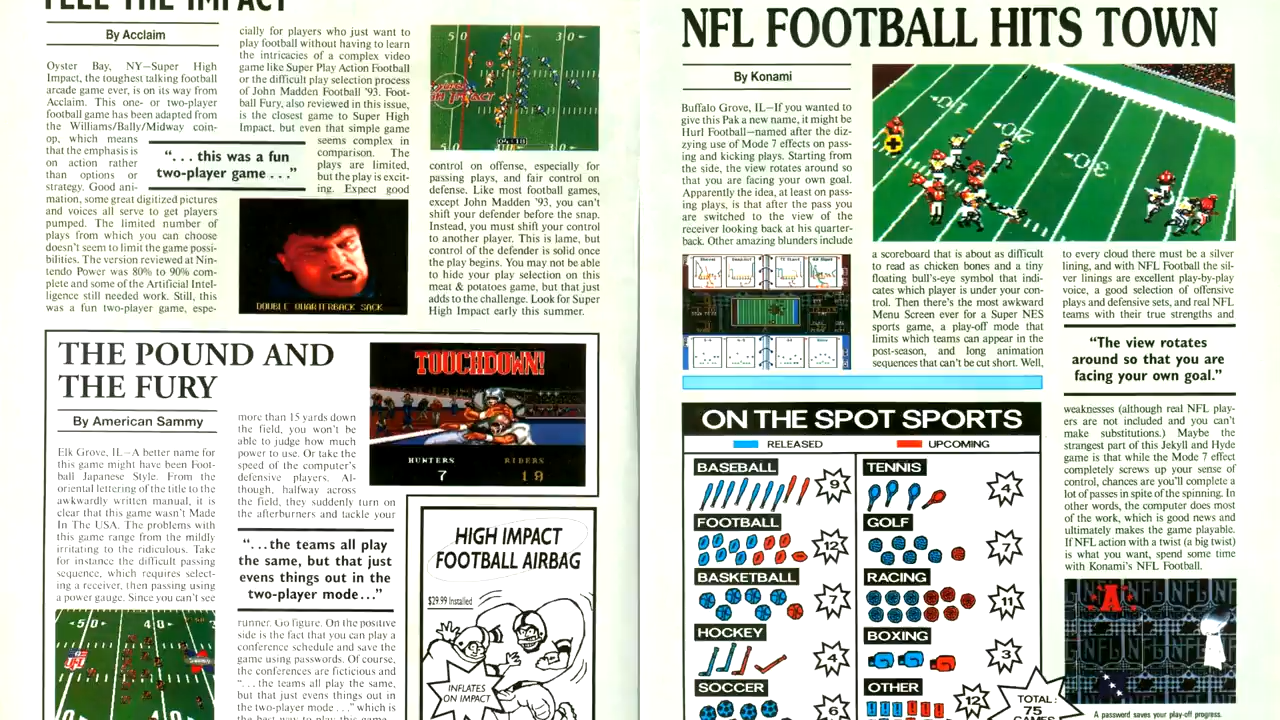 FEEL THE IMPACT
By Acclaim
Oyster Bay, NY—Super High
Impact, the toughest talking football
arcade game ever, is on its way from
Acclaim. This one- or two-player
football game has been adapted from
the Williams/Bally/Midway coin-
op, which means
that the emphasis is
on action rather
than options or
strategy. Good ani-
mation, some great digitized pictures
and voices all serve to get players
pumped. The limited number of
plays from which you can choose
doesn't seem to limit the game possi-
bilities. The version reviewed at Nin-
tendo Power was 80% to 90% com-
plete and some of the Artificial Intel-
ligence still needed work. Still, this
was a fun two-player game, espe-
"... this was a fun
two-player game ..."
cially for players who just want to
play football without having to learn
the intricacies of a complex video
game like Super Play Action Football
or the difficult play selection process
of John Madden Football '93. Foot-
ball Fury, also reviewed in this issue,
is the closest game to Super High
Impact, but even that simple game
seems complex in
comparison. The
plays are limited,
but the play is excit-
ing. Expect good
DOUBLE QUARTERBACK SACK
control on offense, especially for
passing plays, and fair control on
defense. Like most football games,
except John Madden '93, you can't
shift your defender before the snap.
Instead, you must shift your control
to another player. This is lame, but
control of the defender is solid once
the play begins. You may not be able
to hide your play selection on this
meat & potatoes game, but that just
adds to the challenge. Look for Super
High Impact early this summer.
THE POUND AND
THE FURY
By American Sammy
Elk Grove, IL—A better name for
this game might have been Foot-
ball Japanese Style. From the
oriental lettering of the title to the
awkwardly written manual, it is
clear that this game wasn't Made
In The USA. The problems with
this game range from the mildly
irritating to the ridiculous. Take
for instance the difficult passing
sequence, which requires select-
ing a receiver, then passing using
a power gauge. Since you can't see
more than 15 yards down
the field, you won't be
able to judge how much
power to use. Or take the
speed of the computer's
defensive players. Al-
though, halfway across
the field, they suddenly turn on
the afterburners and tackle your
"...the teams all play
the same, but that just
evens things out in the
two-player mode..."
runner. Go figure. On the positive
side is the fact that you can play a
conference schedule and save the
game using passwords. Of course,
the conferences are ficticious and
"... the teams all play the same,
but that just evens things out in
the two-player mode ..." which is
the best way to play this game.
TOUCHDOWN!
HUNTERS RIDERS
7 19
HIGH IMPACT
FOOTBALL AIRBAG
$29.99 Installed
INFLATES
ON IMPACT
NFL FOOTBALL HITS TOWN
By Konami
Buffalo Grove, IL—If you wanted to
give this Pak a new name, it might be
Hurl Football—named after the diz-
zying use of Mode 7 effects on pass-
ing and kicking plays. Starting from
the side, the view rotates around so
that you are facing your own goal.
Apparently the idea, at least on pass-
ing plays, is that after the pass you
are switched to the view of the
receiver looking back at his quarter-
back. Other amazing blunders include
a scoreboard that is about as difficult
to read as chicken bones and a tiny
floating bull's-eye symbol that indi-
cates which player is under your con-
trol. Then there's the most awkward
Menu Screen ever for a Super NES
sports game, a play-off mode that
limits which teams can appear in the
post-season, and long animation
sequences that can't be cut short. Well,
to every cloud there must be a silver
lining, and with NFL Football the sil-
ver linings are excellent play-by-play
voice, a good selection of offensive
plays and defensive sets, and real NFL
teams with their true strengths and
"The view rotates
around so that you are
facing your own goal."
weaknesses (although real NFL play-
ers are not included and you can't
make substitutions.) Maybe the
strangest part of this Jekyll and Hyde
game is that while the Mode 7 effect
completely screws up your sense of
control, chances are you'll complete a
lot of passes in spite of the spinning. In
other words, the computer does most
of the work, which is good news and
ultimately makes the game playable.
If NFL action with a twist (a big twist)
is what you want, spend some time
with Konami's NFL Football.
A password saves your play-off progress.
ON THE SPOT SPORTS
RELEASED UPCOMING
BASEBALL 9
TENNIS 4
FOOTBALL 12
GOLF 7
BASKETBALL 7
RACING 11
HOCKEY 4
BOXING 3
SOCCER 6
OTHER 12
TOTAL:
75
GAMES